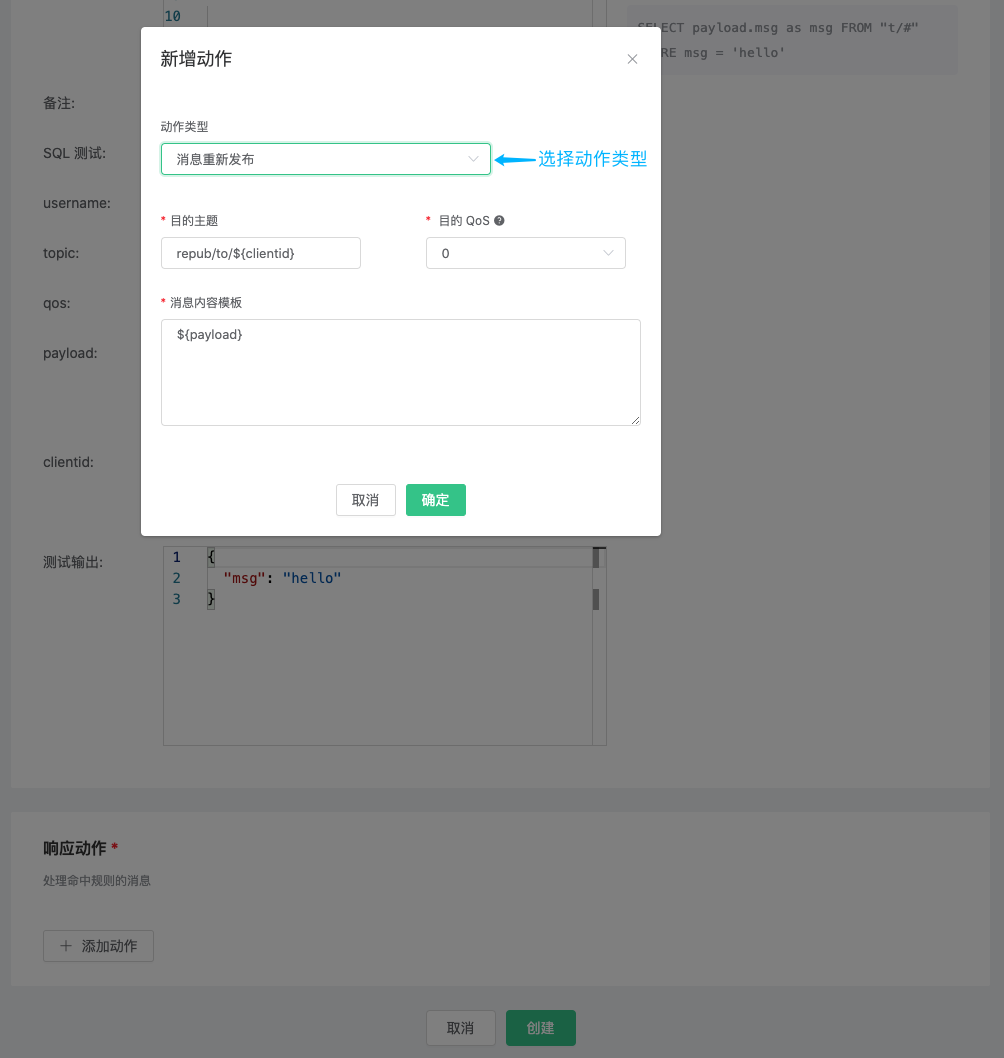 10
SELECT payload.msg as msg FROM "t/#"
RE msg = 'hello'
新增动作
备注:
动作类型
SQL 测试:
消息重新发布
选择动作类型
username:
* 目的主题
* 目的 QoS
topic:
repub/to/${clientid}
0
qos:
* 消息内容模板
${payload}
payload:
clientid:
取消
确定
测试输出:
1 {
2 "msg": "hello"
3 }
响应动作 *
处理命中规则的消息
+ 添加动作
取消
创建